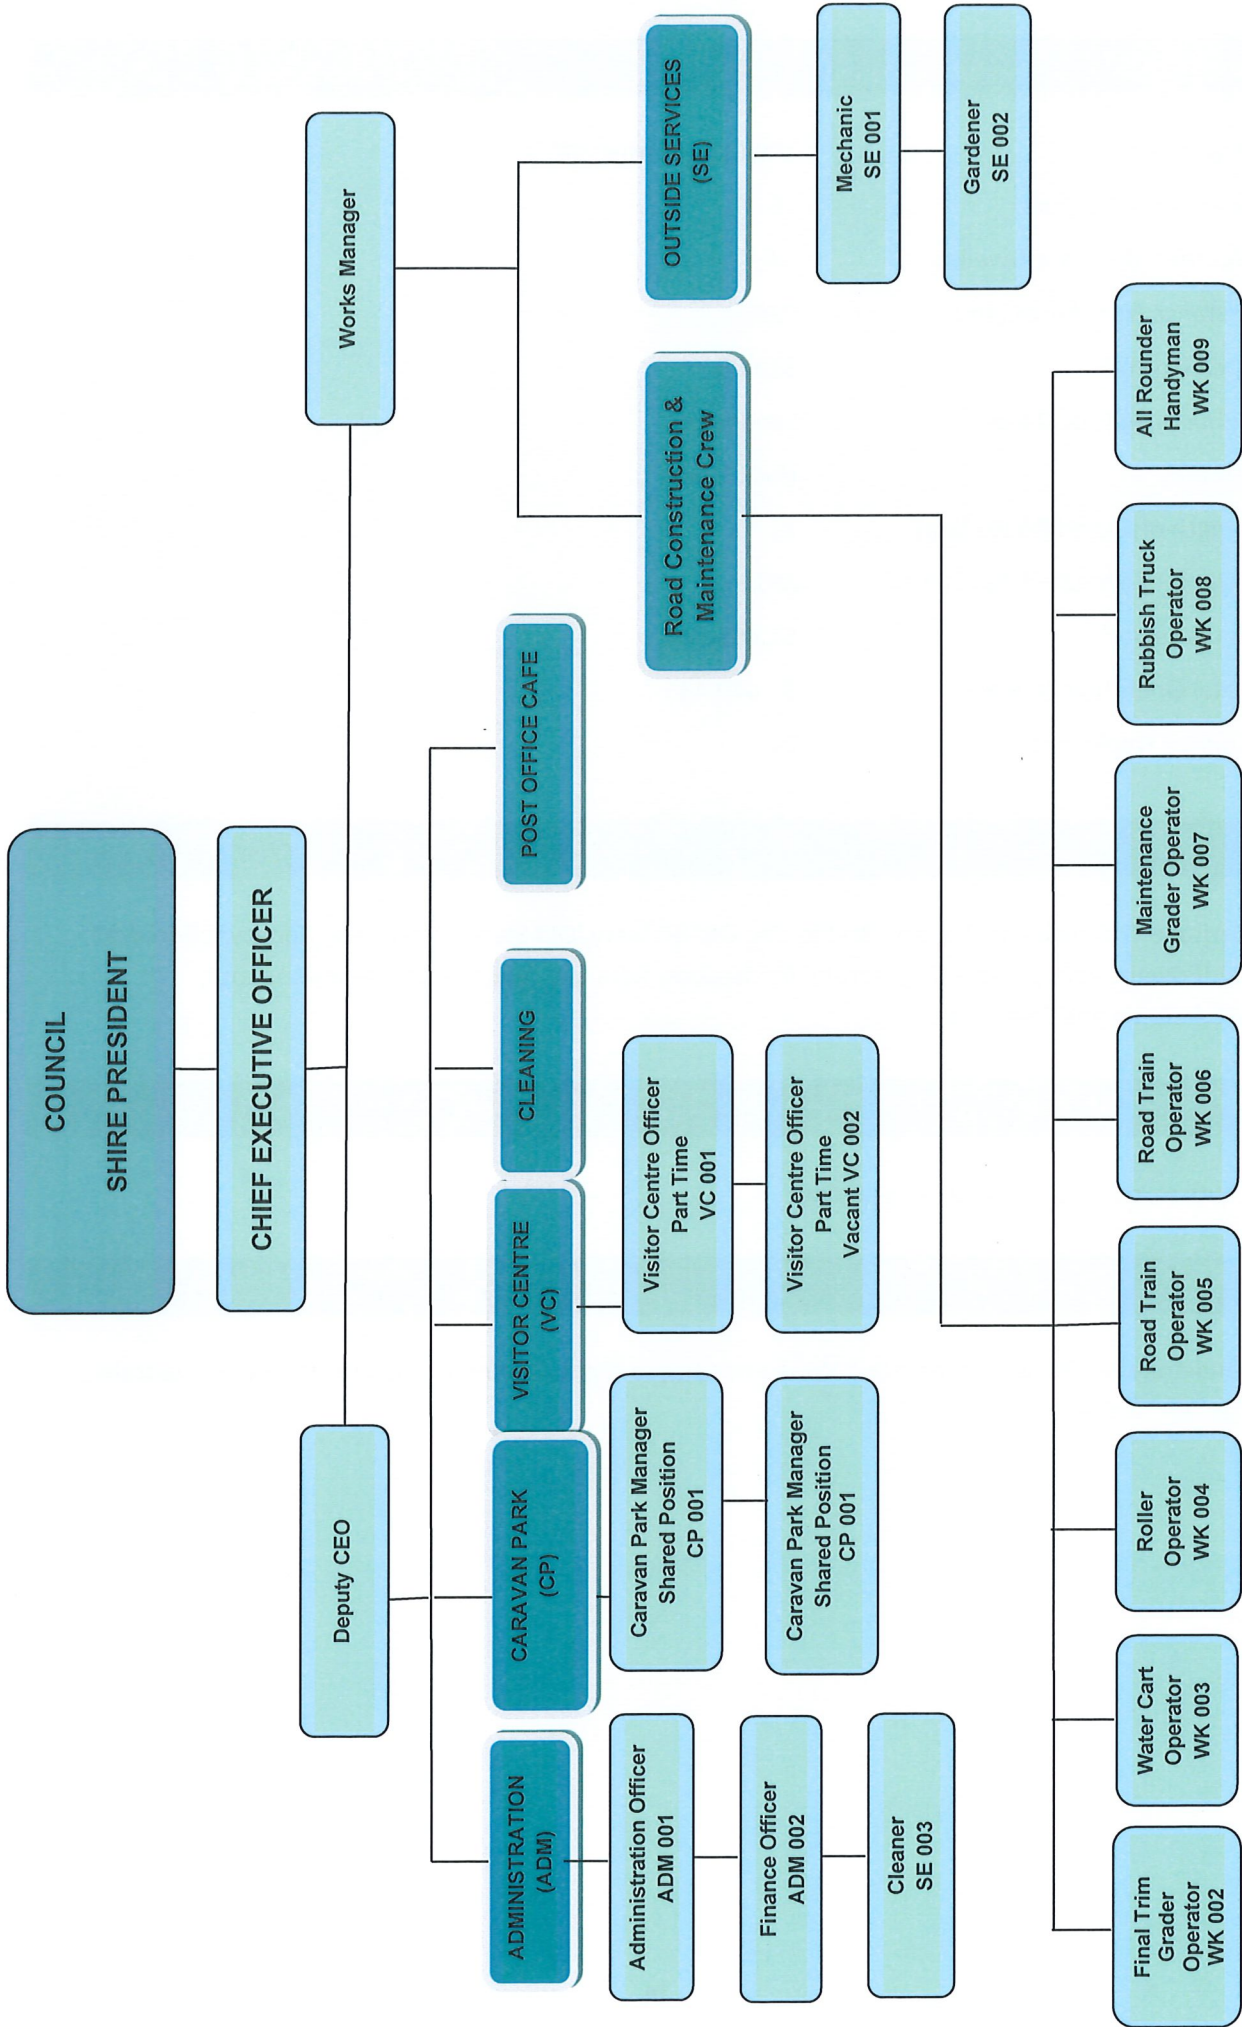 COUNCIL
SHIRE PRESIDENT
CHIEF EXECUTIVE OFFICER
Deputy CEO
Works Manager
ADMINISTRATION
(ADM)
CARAVAN PARK
(CP)
VISITOR CENTRE
(VC)
CLEANING
POST OFFICE CAFE
Road Construction &
Maintenance Crew
OUTSIDE SERVICES
(SE)
Administration Officer
ADM 001
Finance Officer
ADM 002
Cleaner
SE 003
Caravan Park Manager
Shared Position
CP 001
Caravan Park Manager
Shared Position
CP 001
Visitor Centre Officer
Part Time
VC 001
Visitor Centre Officer
Part Time
Vacant VC 002
Mechanic
SE 001
Gardener
SE 002
Final Trim
Grader
Operator
WK 002
Water Cart
Operator
WK 003
Roller
Operator
WK 004
Road Train
Operator
WK 005
Road Train
Operator
WK 006
Maintenance
Grader Operator
WK 007
Rubbish Truck
Operator
WK 008
All Rounder
Handyman
WK 009